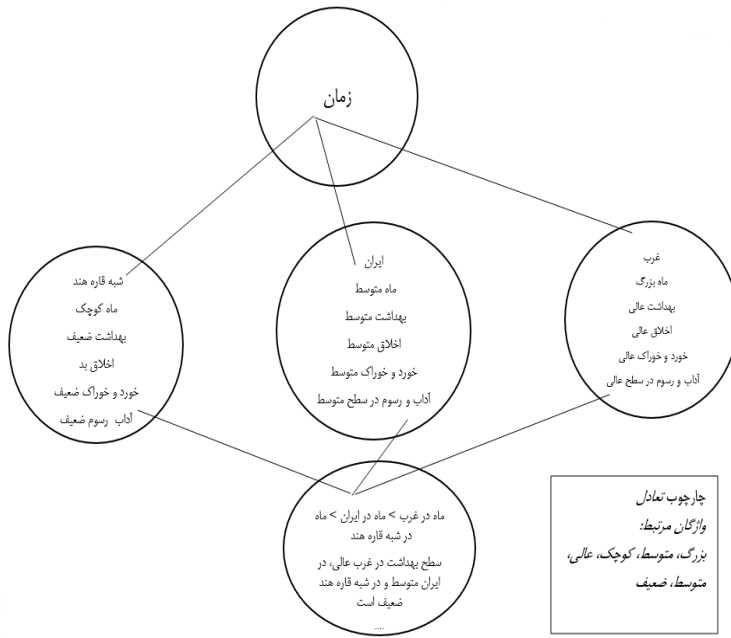 زمان
غرب
ماه بزرگ
بهداشت عالی
اخلاق عالی
خورد و خوراک عالی
آداب و رسوم در سطح عالی
ایران
ماه متوسط
بهداشت متوسط
اخلاق متوسط
خورد و خوراک متوسط
آداب و رسوم در سطح متوسط
شبه قاره هند
ماه کوچک
بهداشت ضعیف
اخلاق بد
خورد و خوراک ضعیف
آداب رسوم ضعیف
ماه در غرب > ماه در ایران > ماه
در شبه قاره هند
سطح بهداشت در غرب عالی، در
ایران متوسط و در شبه قاره هند
ضعیف است
....
چارچوب تعادل
واژگان مرتبط:
بزرگ، متوسط، کوچک، عالی،
متوسط، ضعیف